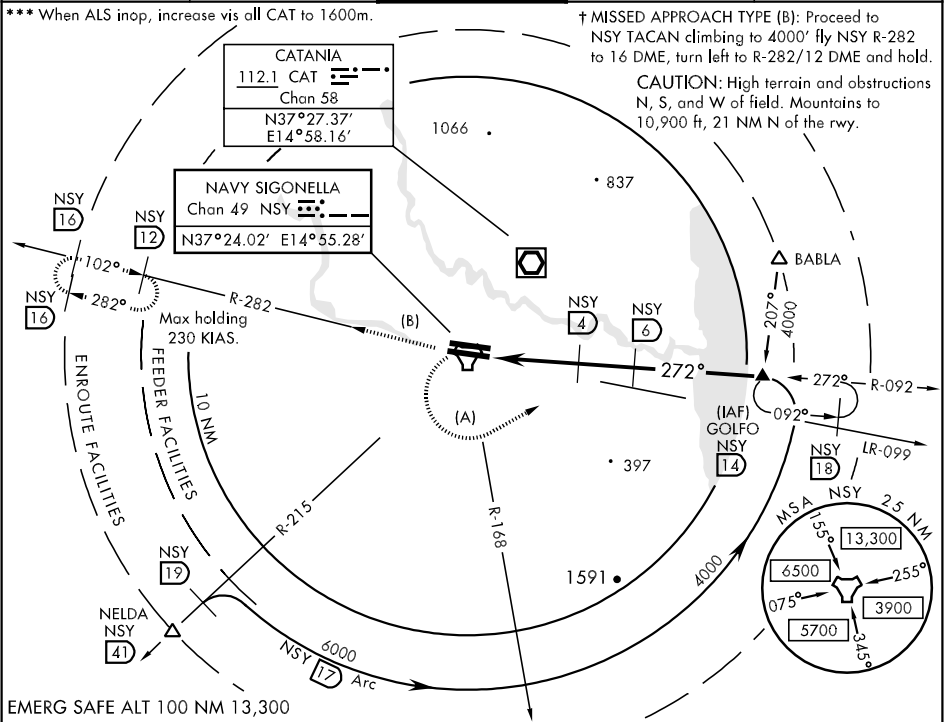 *** When ALS inop, increase vis all CAT to 1600m.
† MISSED APPROACH TYPE (B): Proceed to
NSY TACAN climbing to 4000’ fly NSY R-282
to 16 DME, turn left to R-282/12 DME and hold.
CAUTION: High terrain and obstructions
N, S, and W of field. Mountains to
10,900 ft, 21 NM N of the rwy.
CATANIA
112.1 CAT
Chan 58
N37°27.37’
E14°58.16’
NAVY SIGONELLA
Chan 49 NSY
N37°24.02’ E14°55.28’
1066
837
NSY
16
NSY
12
102°
282°
NSY
16
R-282
Max holding
230 KIAS.
(B)
(A)
BABLA
207°
4000
NSY
4
NSY
6
272°
272°
R-092
092°
LR-099
(IAF)
GOLFO
NSY
14
NSY
18
ENROUTE FACILITIES
FEEDER FACILITIES
10 NM
397
R-215
R-168
1591
4000
NSY
19
NELDA
NSY
41
6000
NSY 17 Arc
MSA NSY 25 NM
155°
13,300
6500
255°
075°
3900
5700
345°
EMERG SAFE ALT 100 NM 13,300